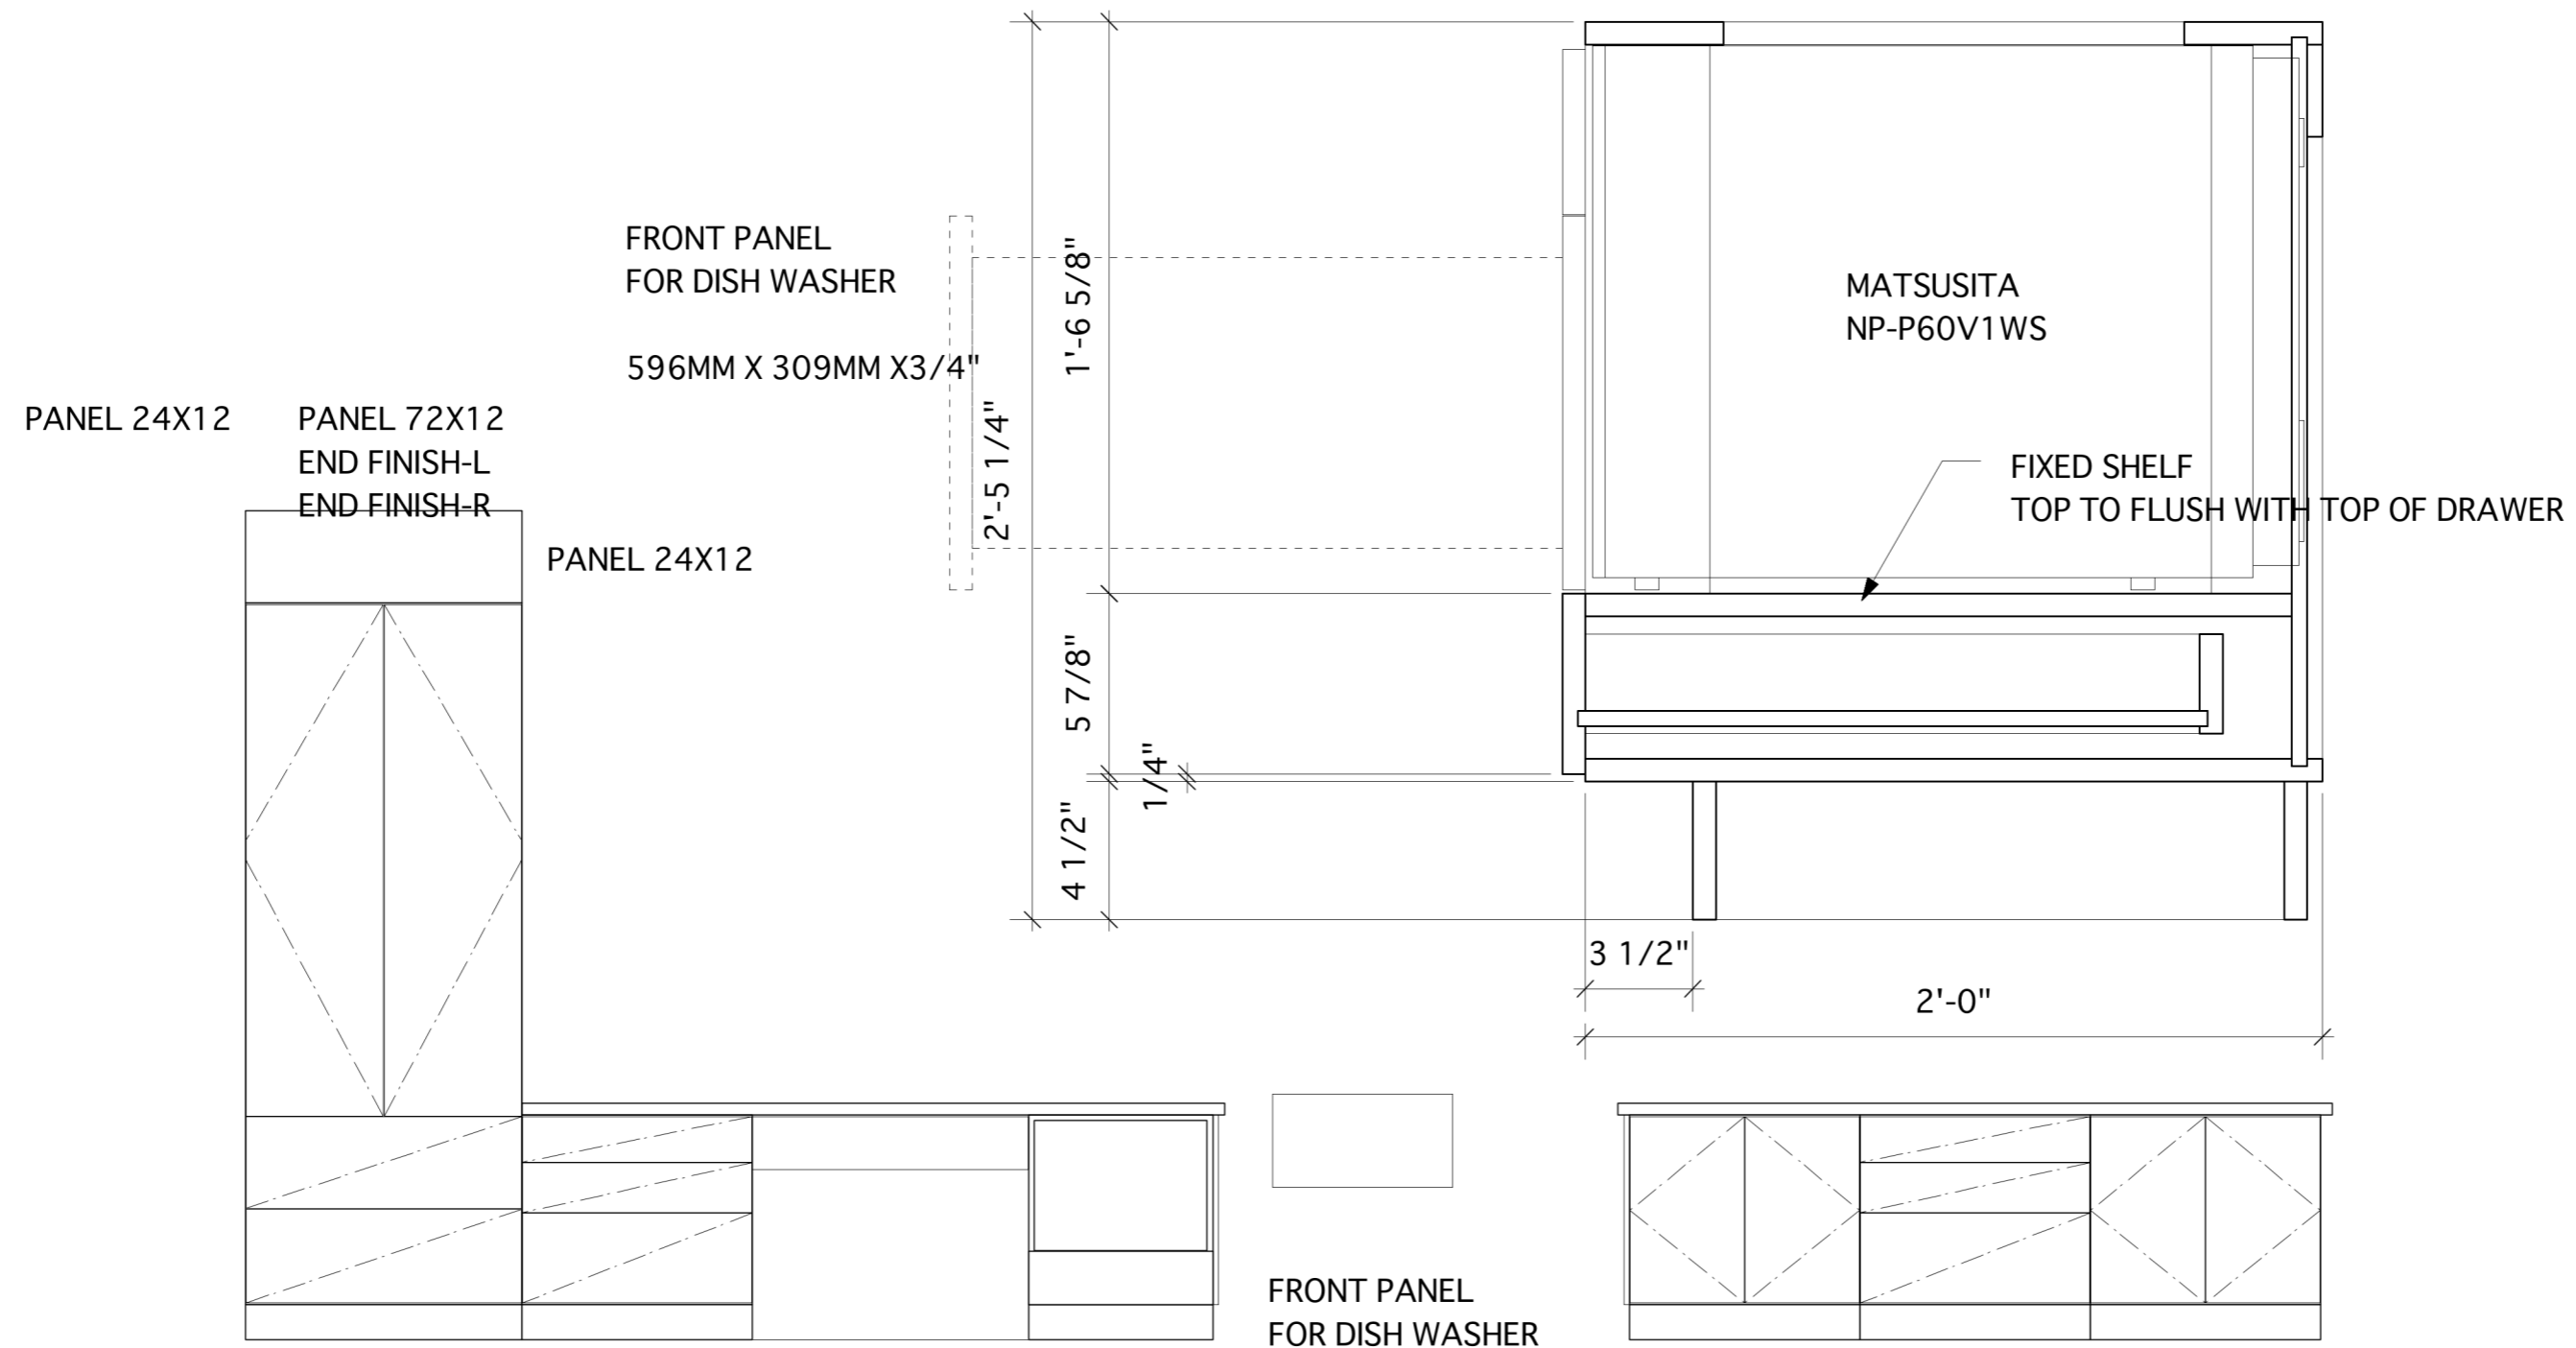 FRONT PANEL
FOR DISH WASHER
596MM X 309MM X3/4"
PANEL 24X12
PANEL 72X12
END FINISH-L
END FINISH-R
PANEL 24X12
1'-6 5/8"
2'-5 1/4"
5 7/8"
1/4"
4 1/2"
MATSUSITA
NP-P60V1WS
FIXED SHELF
TOP TO FLUSH WITH TOP OF DRAWER
3 1/2"
2'-0"
FRONT PANEL
FOR DISH WASHER